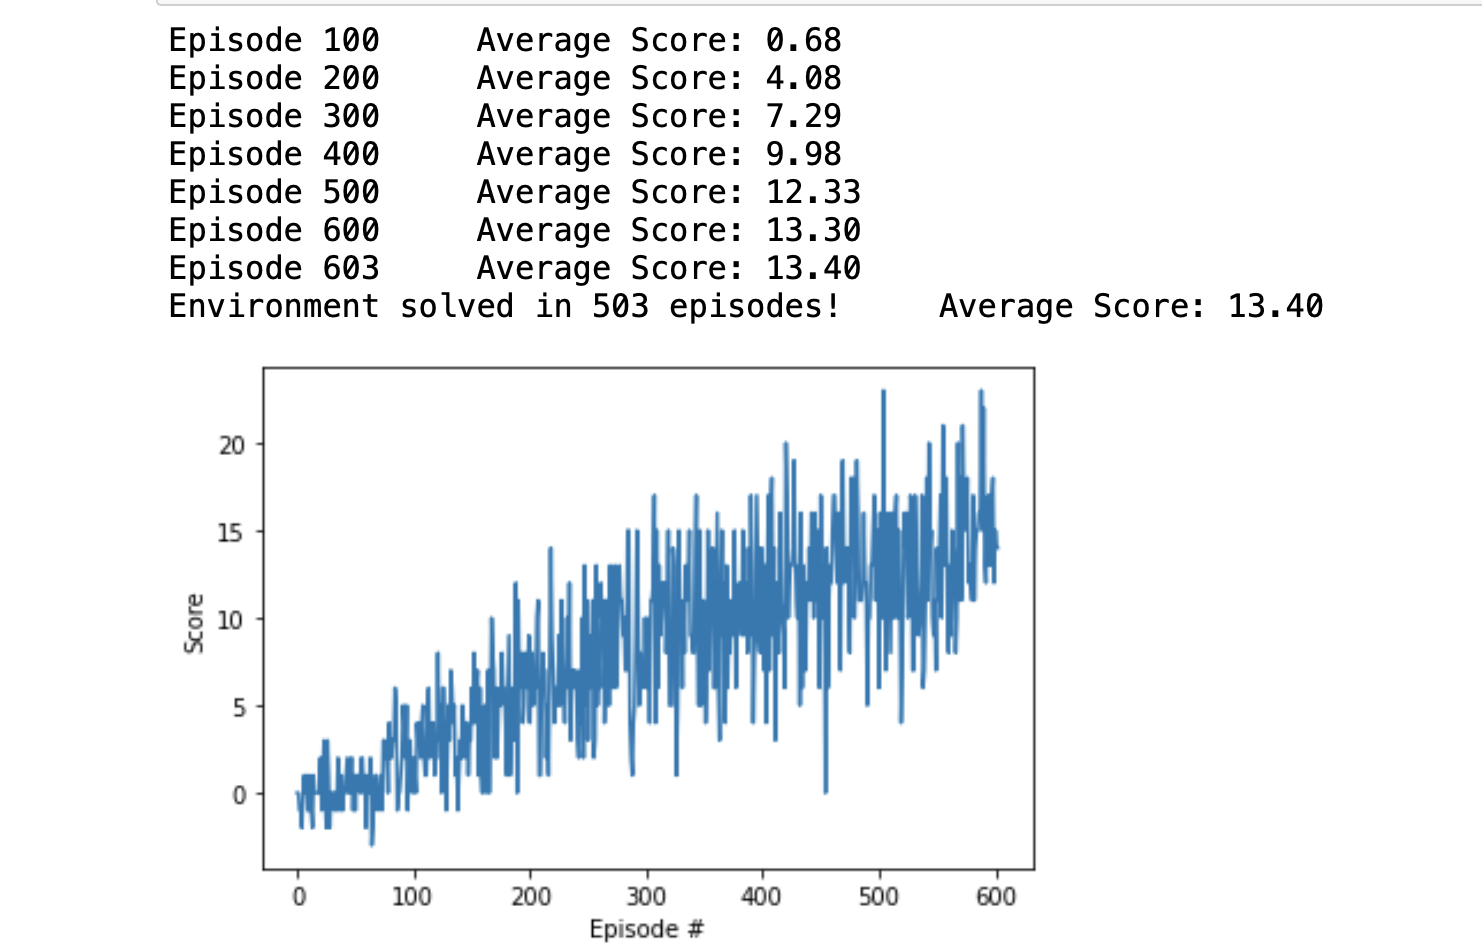 Episode 100 Average Score: 0.68
Episode 200 Average Score: 4.08
Episode 300 Average Score: 7.29
Episode 400 Average Score: 9.98
Episode 500 Average Score: 12.33
Episode 600 Average Score: 13.30
Episode 603 Average Score: 13.40
Environment solved in 503 episodes! Average Score: 13.40
20
15
10
5
0
Score
0 100 200 300 400 500 600
Episode #